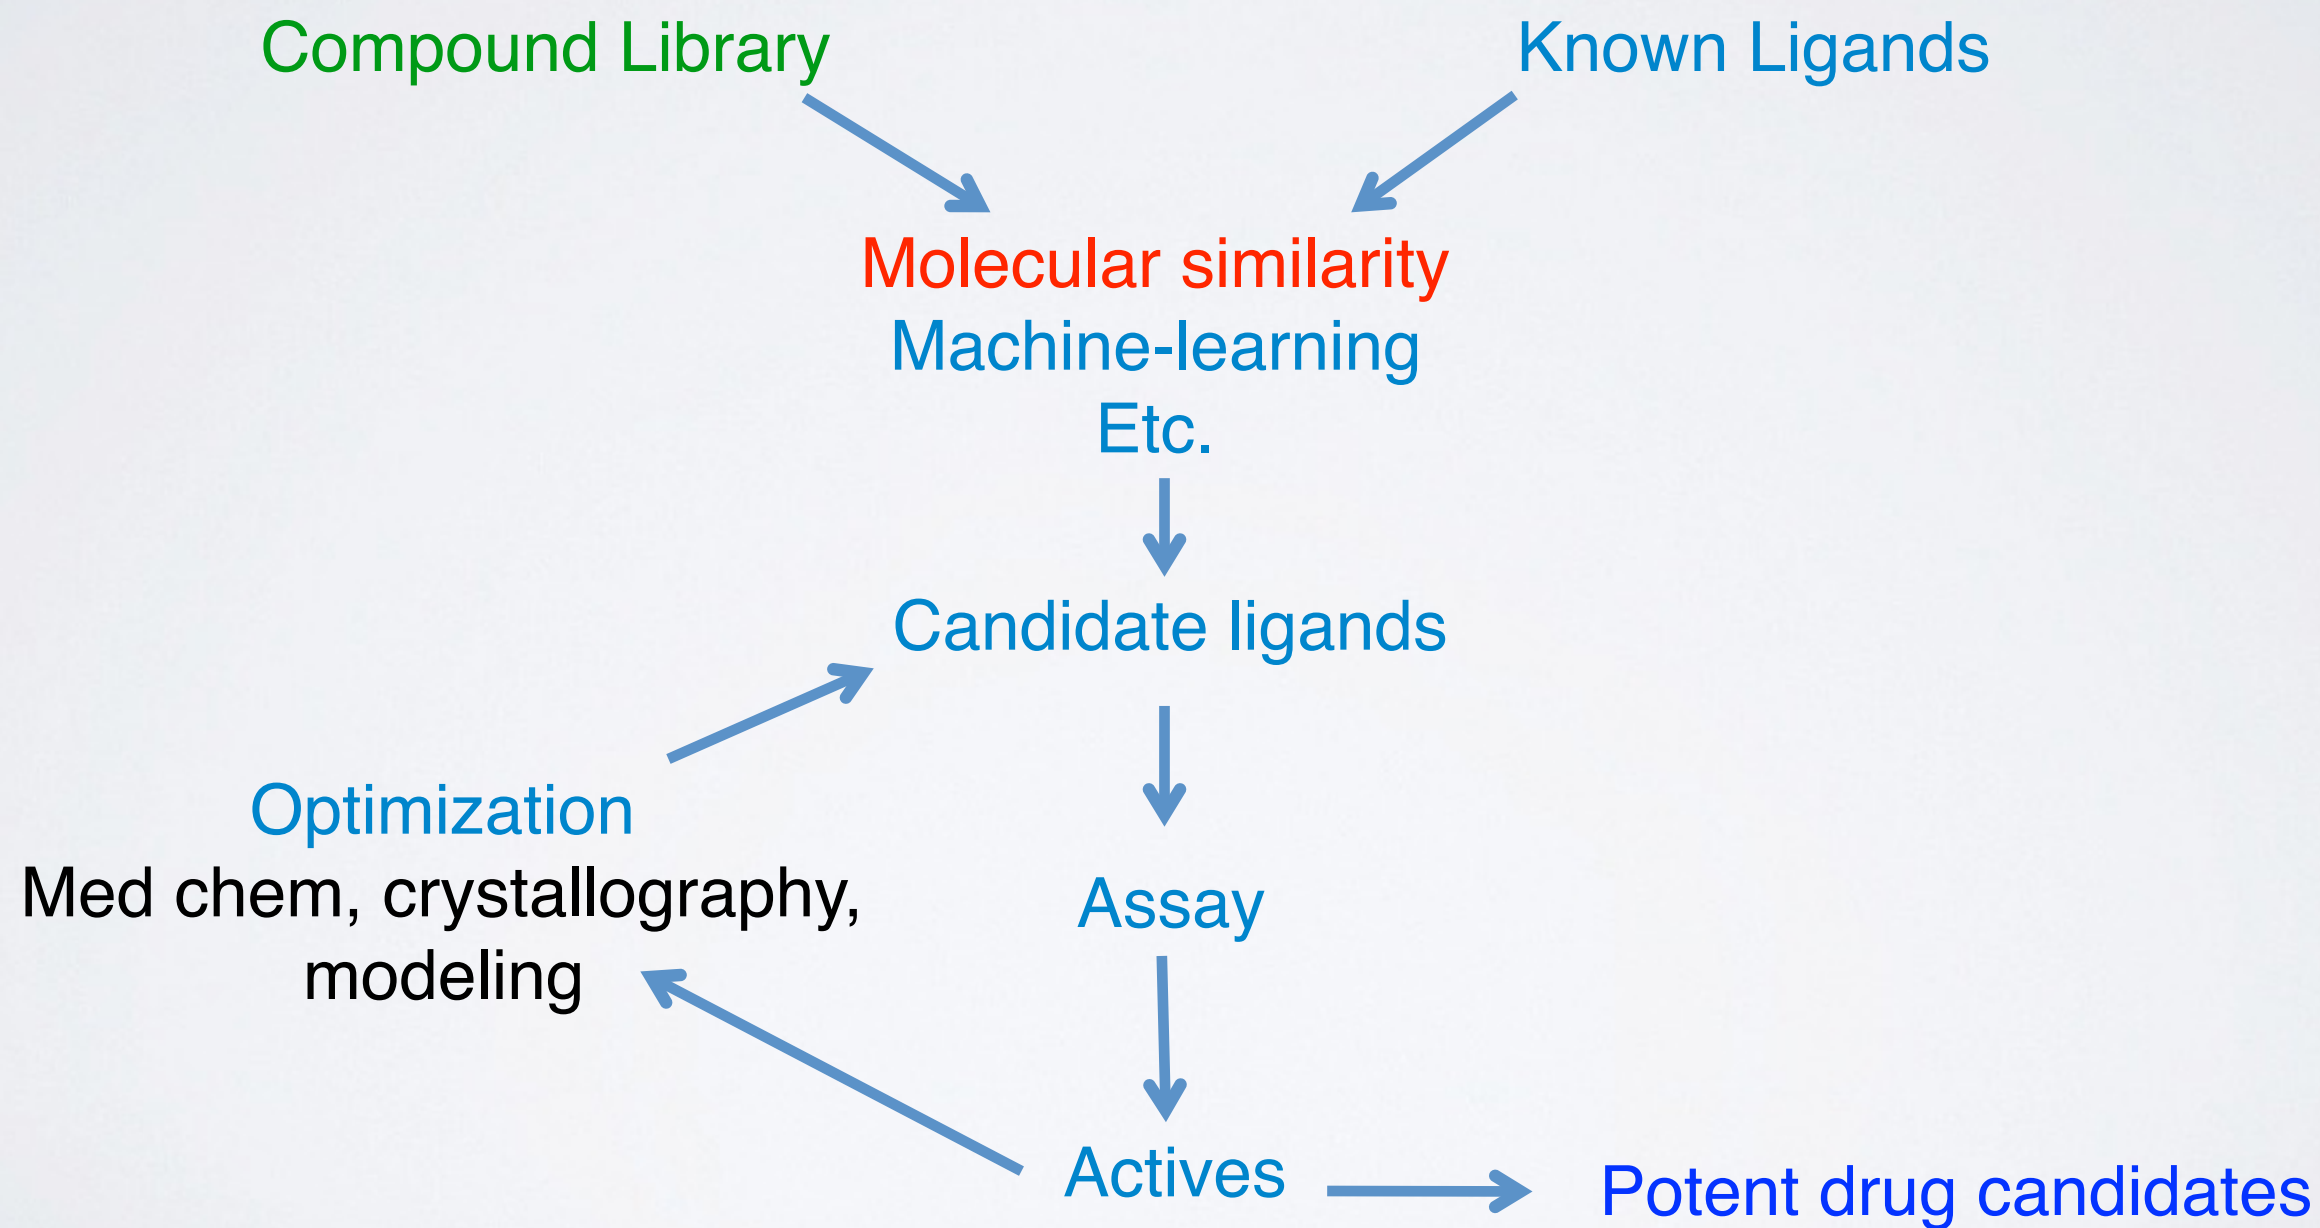 Compound Library
Known Ligands
Molecular similarity
Machine-learning
Etc.
Candidate ligands
Optimization
Med chem, crystallography,
modeling
Assay
Actives
Potent drug candidates